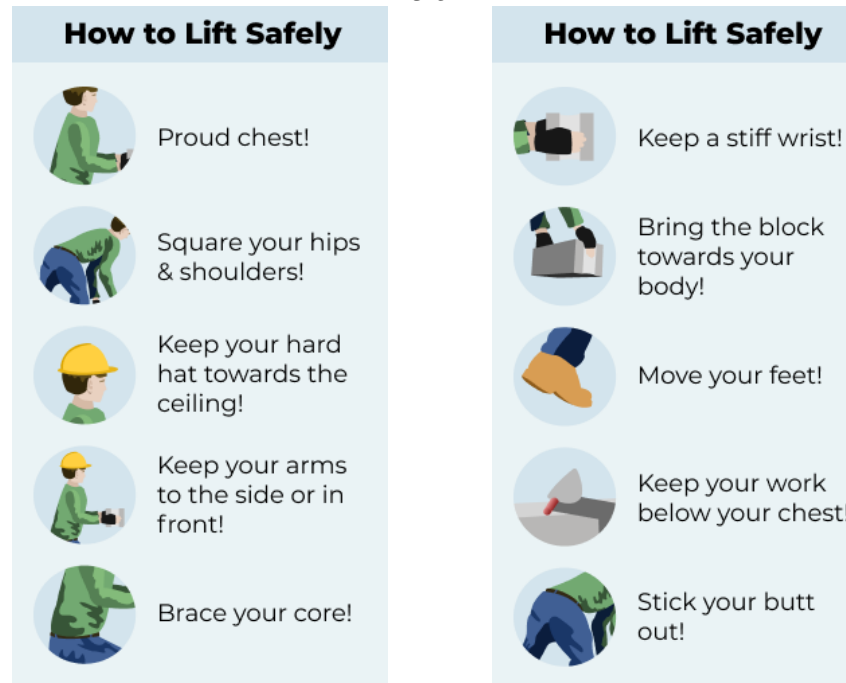 How to Lift Safely
Proud chest!
Square your hips
& shoulders!
Keep your hard
hat towards the
ceiling!
Keep your arms
to the side or in
front!
Brace your core!
How to Lift Safely
Keep a stiff wrist!
Bring the block
towards your
body!
Move your feet!
Keep your work
below your chest!
Stick your butt
out!